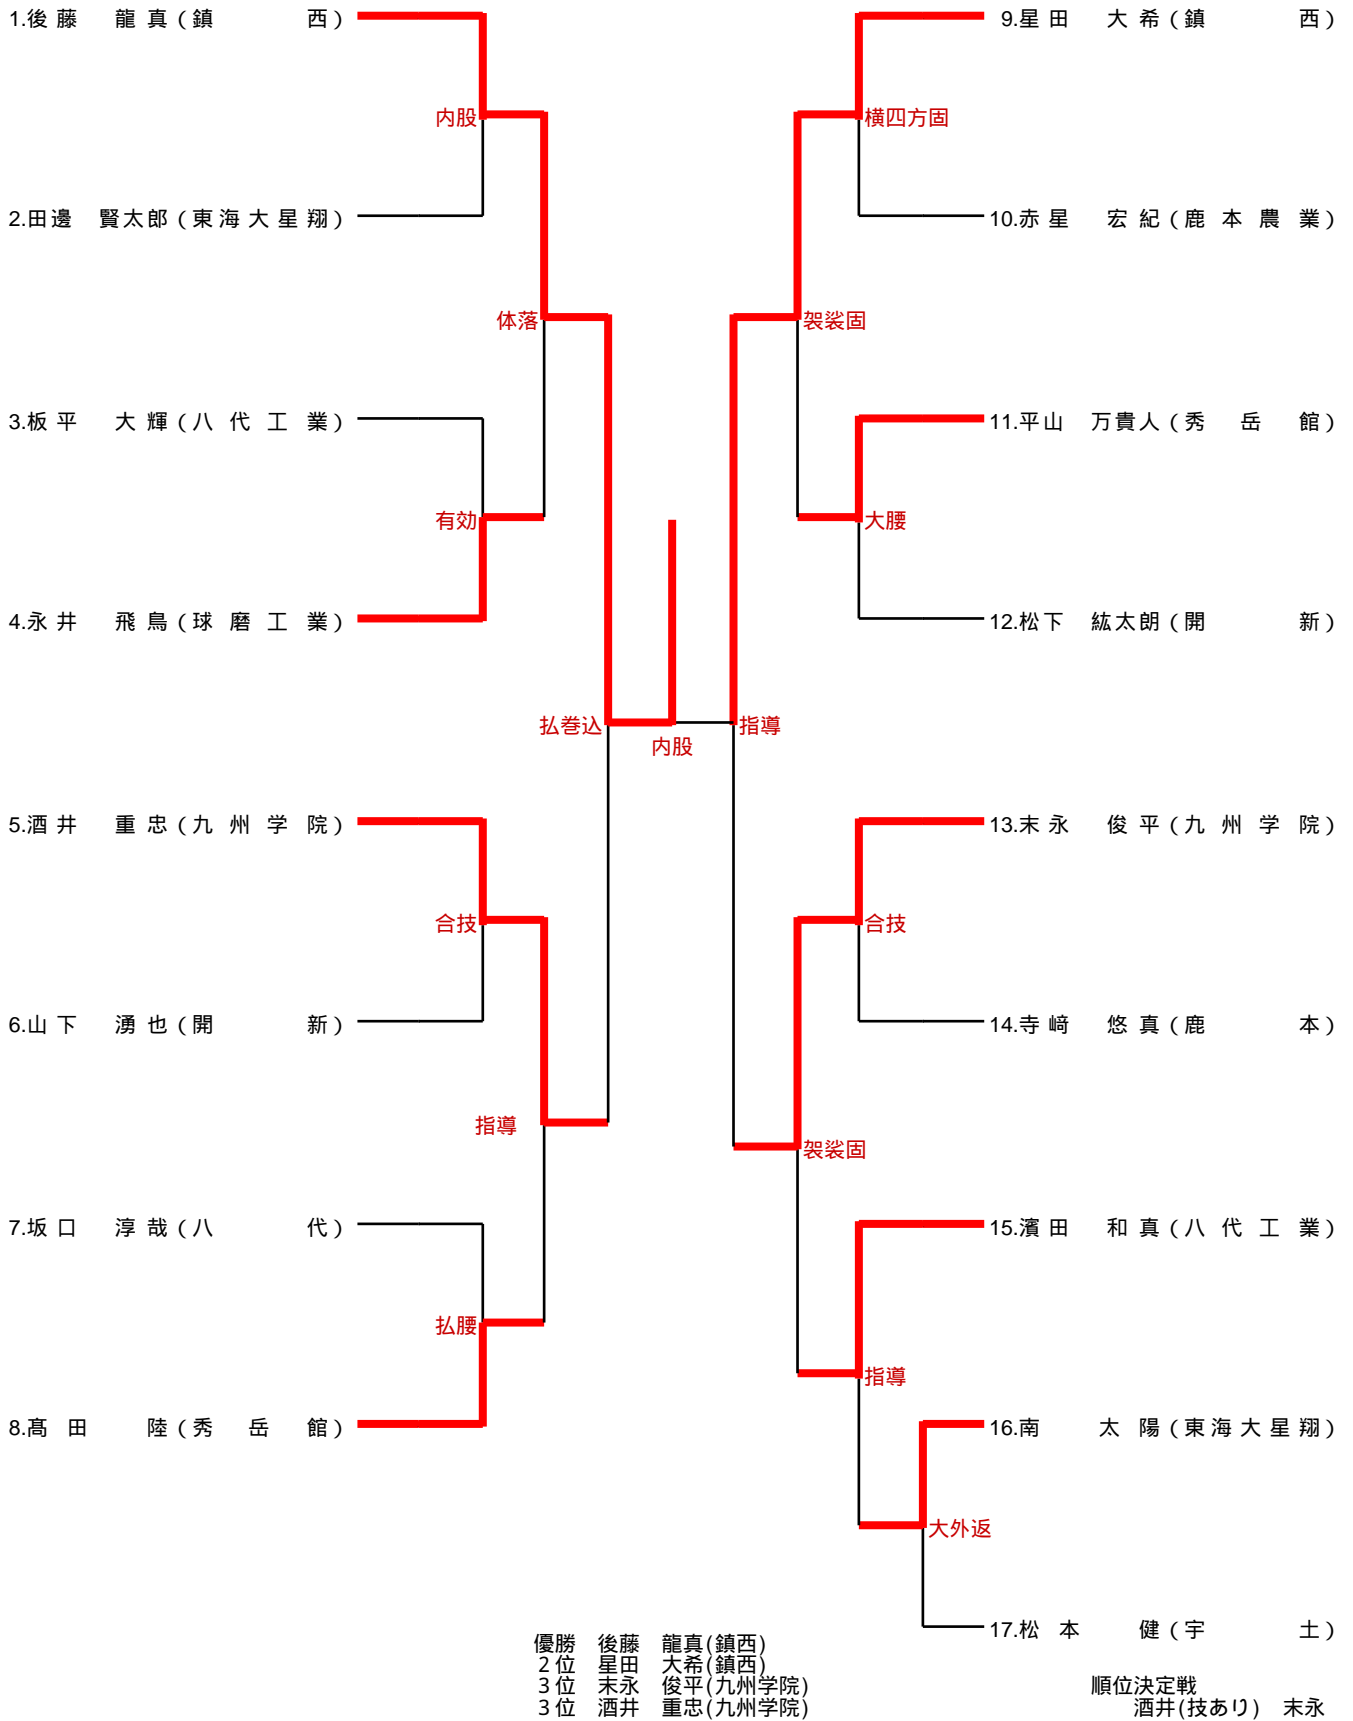 1.後藤　龍真(鎮西)
内股
2.田邊　賢太郎(東海大星翔)
体落
3.板平　大輝(八代工業)
有効
4.永井　飛鳥(球磨工業)
払巻込
内股
5.酒井　重忠(九州学院)
合技
6.山下　湧也(開新)
指導
7.坂口　淳哉(八代)
払腰
8.髙田　陸(秀岳館)
9.星田　大希(鎮西)
横四方固
10.赤星　宏紀(鹿本農業)
袈裟固
11.平山　万貴人(秀岳館)
大腰
12.松下　紘太朗(開新)
指導
13.末永　俊平(九州学院)
合技
14.寺﨑　悠真(鹿本)
袈裟固
15.濱田　和真(八代工業)
指導
16.南　太陽(東海大星翔)
大外返
17.松本　健(宇土)
優勝　後藤　龍真(鎮西)
2位　星田　大希(鎮西)
3位　末永　俊平(九州学院)
3位　酒井　重忠(九州学院)
順位決定戦
酒井(技あり)　末永